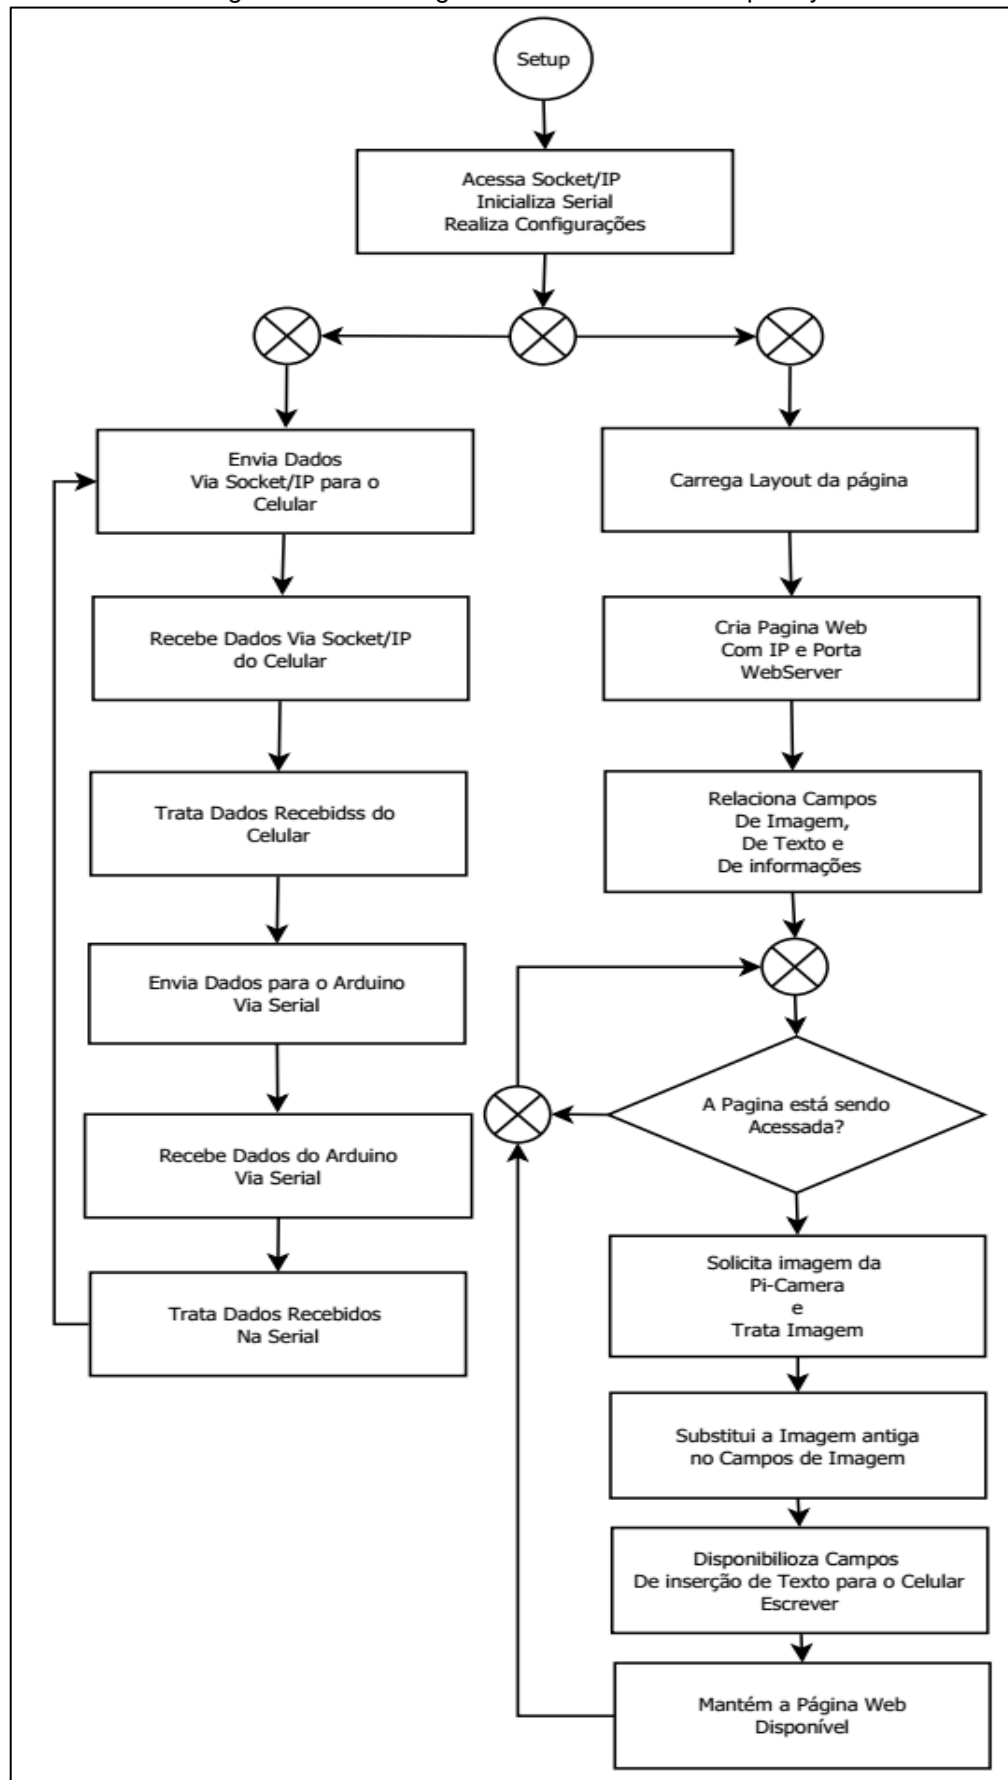 Setup
Acessa Socket/IP
Inicializa Serial
Realiza Configurações
Envia Dados
Via Socket/IP para o
Celular
Recebe Dados Via Socket/IP
do Celular
Trata Dados Recebidss do
Celular
Envia Dados para o Arduino
Via Serial
Recebe Dados do Arduino
Via Serial
Trata Dados Recebidos
Na Serial
Carrega Layout da página
Cria Pagina Web
Com IP e Porta
WebServer
Relaciona Campos
De Imagem,
De Texto e
De informações
A Pagina está sendo
Acessada?
Solicita imagem da
Pi-Camera
e
Trata Imagem
Substitui a Imagem antiga
no Campos de Imagem
Disponibilioza Campos
De inserção de Texto para o Celular
Escrever
Mantém a Página Web
Disponível